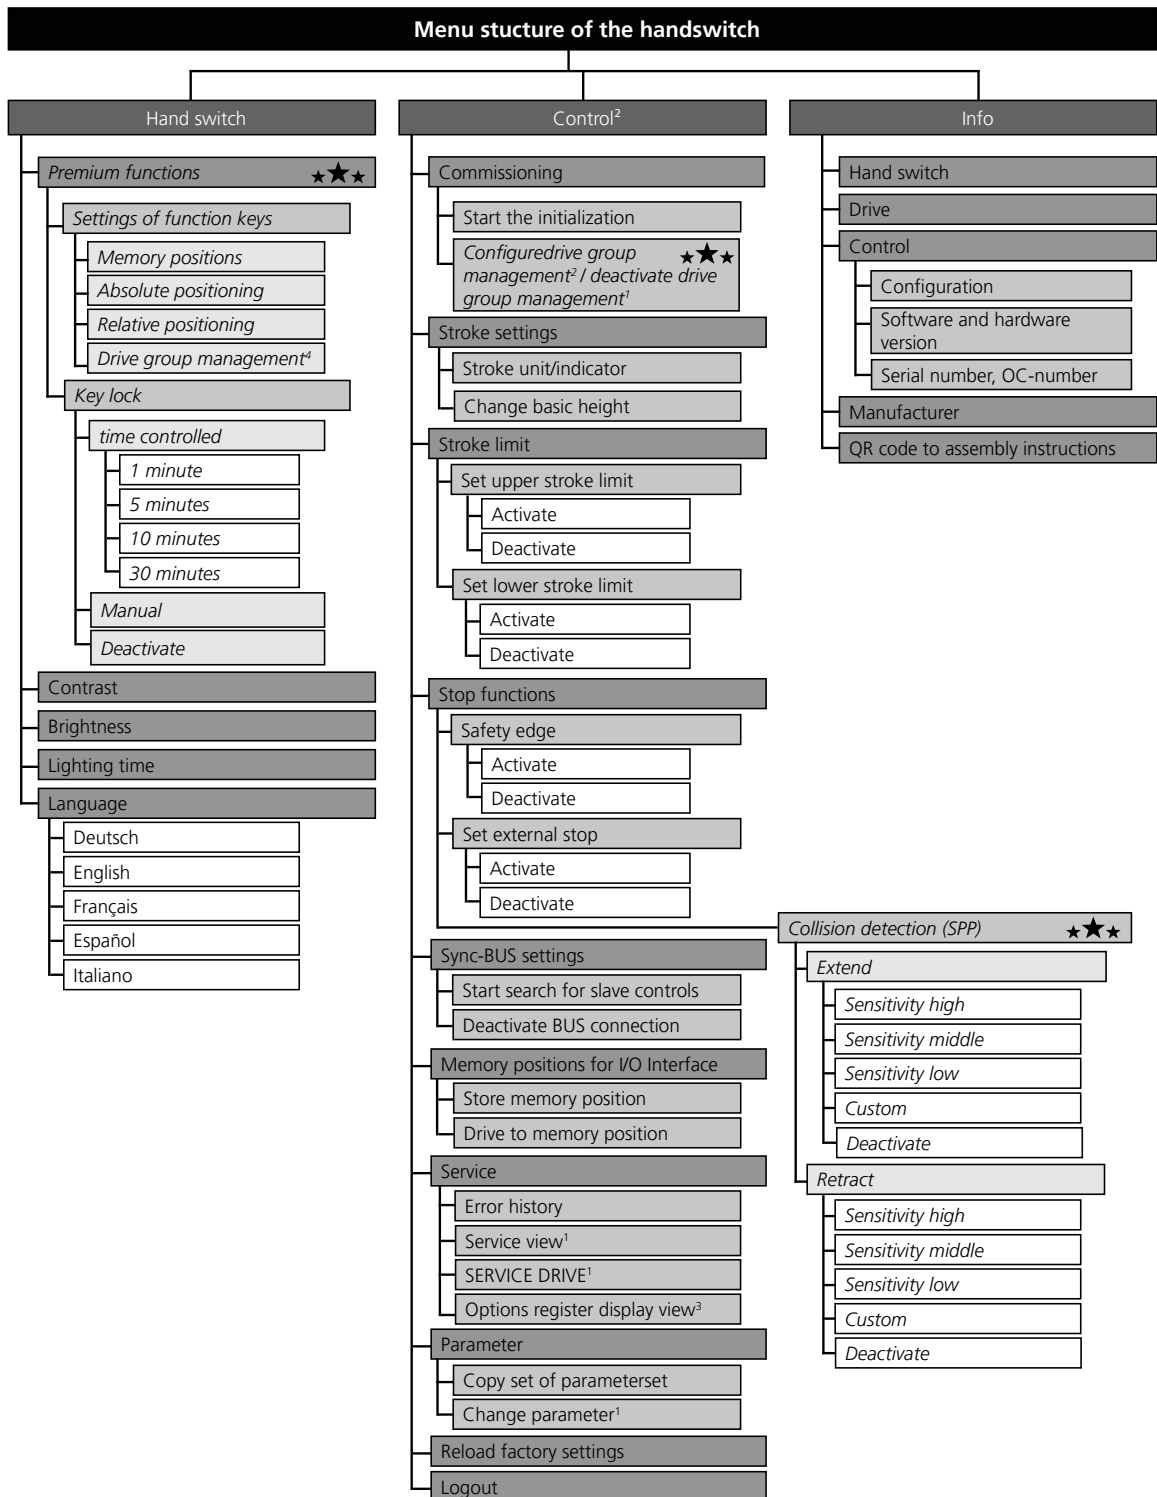 Menu stucture of the handswitch
Hand switch
Premium functions
Settings of function keys
Memory positions
Absolute positioning
Relative positioning
Drive group management⁴
Key lock
time controlled
1 minute
5 minutes
10 minutes
30 minutes
Manual
Deactivate
Contrast
Brightness
Lighting time
Language
Deutsch
English
Français
Español
Italiano
Control²
Commissioning
Start the initialization
Configuredrive group
management² / deactivate drive
group management¹
Stroke settings
Stroke unit/indicator
Change basic height
Stroke limit
Set upper stroke limit
Activate
Deactivate
Set lower stroke limit
Activate
Deactivate
Stop functions
Safety edge
Activate
Deactivate
Set external stop
Activate
Deactivate
Collision detection (SPP)
Extend
Sensitivity high
Sensitivity middle
Sensitivity low
Custom
Deactivate
Retract
Sensitivity high
Sensitivity middle
Sensitivity low
Custom
Deactivate
Sync-BUS settings
Start search for slave controls
Deactivate BUS connection
Memory positions for I/O Interface
Store memory position
Drive to memory position
Service
Error history
Service view¹
SERVICE DRIVE¹
Options register display view³
Parameter
Copy set of parameterset
Change parameter¹
Reload factory settings
Logout
Info
Hand switch
Drive
Control
Configuration
Software and hardware
version
Serial number, OC-number
Manufacturer
QR code to assembly instructions